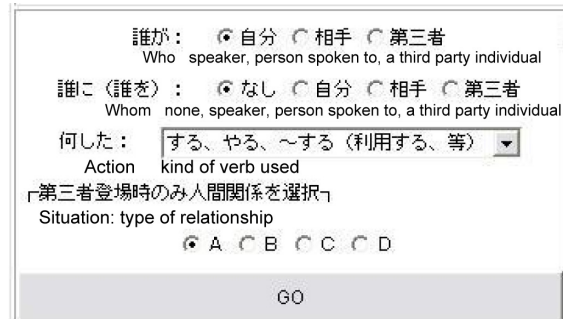 誰が： 自分 相手 第三者
Who speaker, person spoken to, a third party individual
誰に（誰を）： なし 自分 相手 第三者
Whom none, speaker, person spoken to, a third party individual
何した： する、やる、～する（利用する、等）
Action kind of verb used
┌第三者登場時のみ人間関係を選択┐
Situation: type of relationship
A B C D
GO